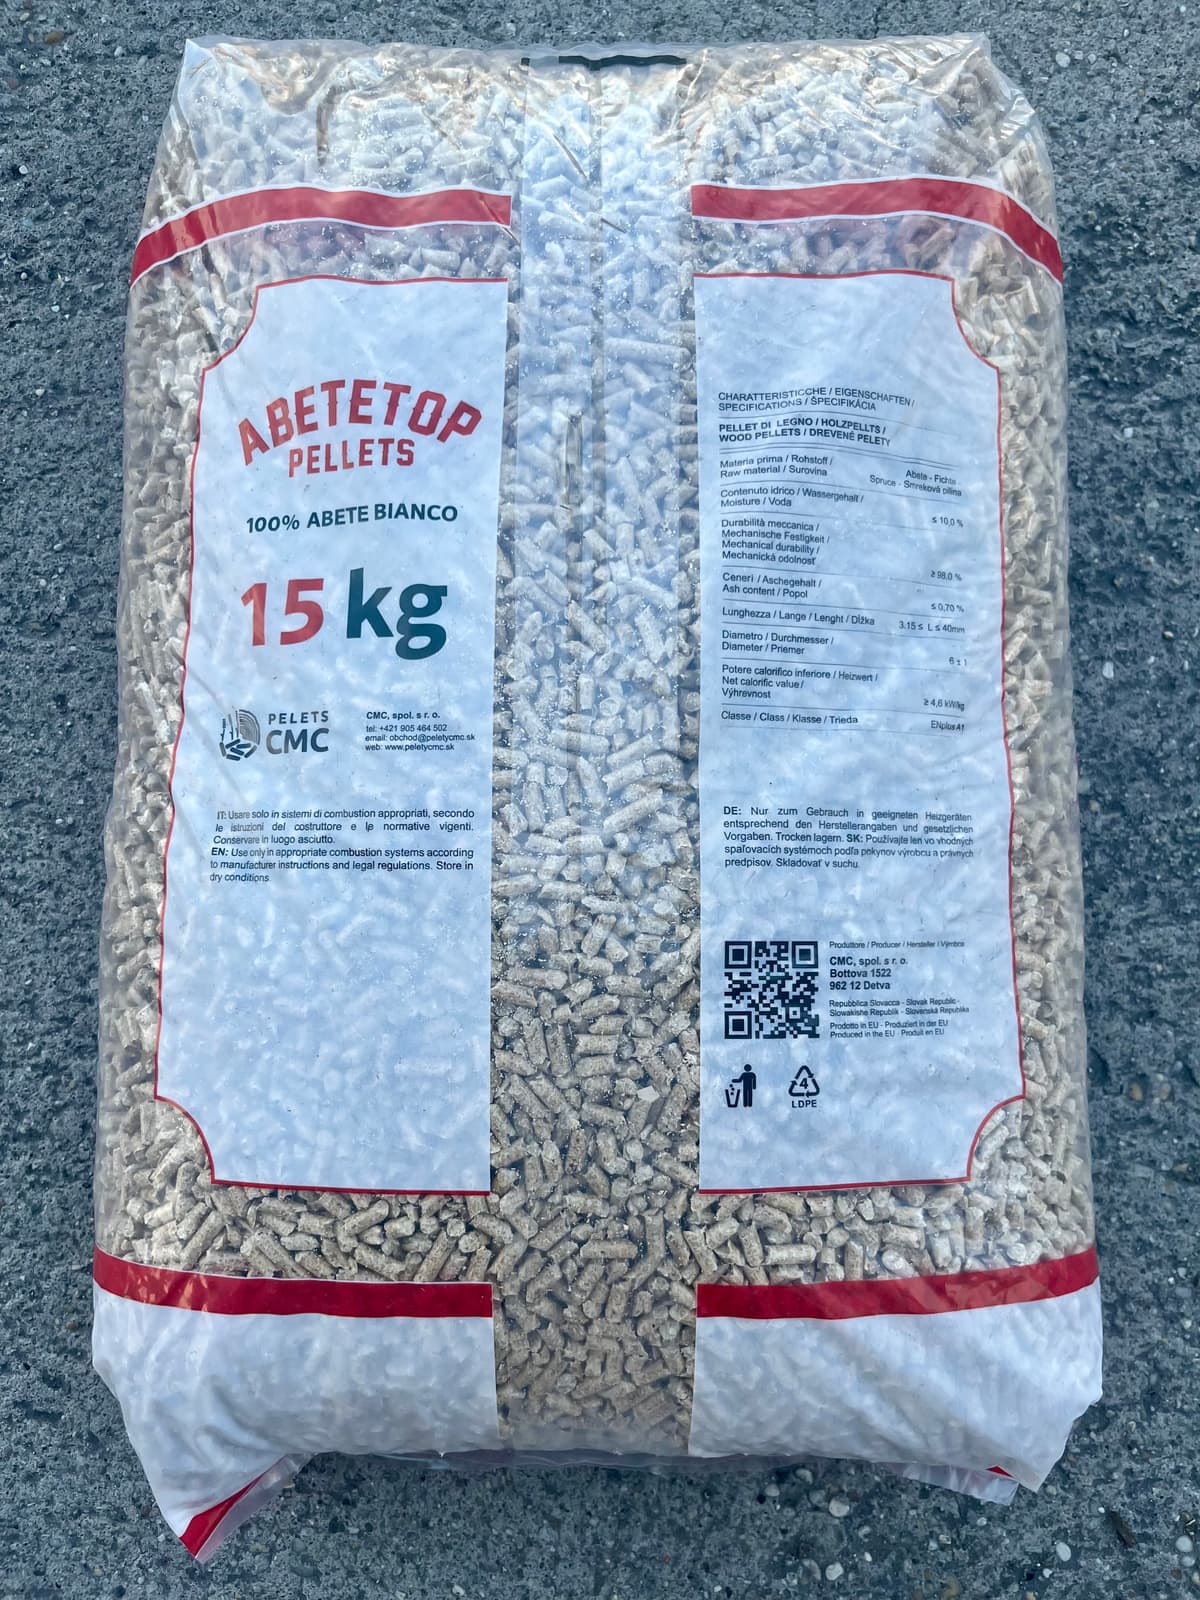 ABETETOP
PELLETS
100% ABETE BIANCO
15 kg
PELETS
CMC
CMC, spol. s r. o.
tel: +421 905 464 502
email: obchod@peletycmc.sk
web: www.peletycmc.sk
IT: Usare solo in sistemi di combustion appropriati, secondo
le istruzioni del costruttore e le normative vigenti.
Conservare in luogo asciutto.
EN: Use only in appropriate combustion systems according
to manufacturer instructions and legal regulations. Store in
dry conditions.
CHARATTERISTICCHE / EIGENSCHAFTEN /
SPECIFICATIONS / ŠPECIFIKÁCIA
PELLET DI LEGNO / HOLZPELLTS /
WOOD PELLETS / DREVENÉ PELETY
Materia prima / Rohstoff /
Raw material / Surovina
Abete - Fichte
Spruce - Smreková pilina
Contenuto idrico / Wassergehalt /
Moisture / Voda
≤ 10,0 %
Durabilità meccanica /
Mechanische Festigkeit /
Mechanical durability /
Mechanická odolnosť
≥ 98,0 %
Ceneri / Aschegehalt /
Ash content / Popol
≤ 0,70 %
Lunghezza / Lange / Lenght / Dĺžka 3.15 ≤ L ≤ 40mm
Diametro / Durchmesser /
Diameter / Priemer
6 ± 1
Potere calorifico inferiore / Heizwert /
Net calorific value /
Výhrevnost
≥ 4,6 kW/kg
Classe / Class / Klasse / Trieda ENplus A1
DE: Nur zum Gebrauch in geeigneten Heizgeräten
entsprechend den Herstellerangaben und gesetzlichen
Vorgaben. Trocken lagern. SK: Používajte len vo vhodných
spaľovacích systémoch podľa pokynov výrobcu a právnych
predpisov. Skladovať v suchu.
Produttore / Producer / Hersteller / Výrobca
CMC, spol. s r. o.
Bottova 1522
962 12 Detva
Repubblica Slovacca - Slovak Republic -
Slowakishe Republik - Slovenská Republika
Prodotto in EU - Produziert in der EU
Produced in the EU - Produit en EU
4
LDPE